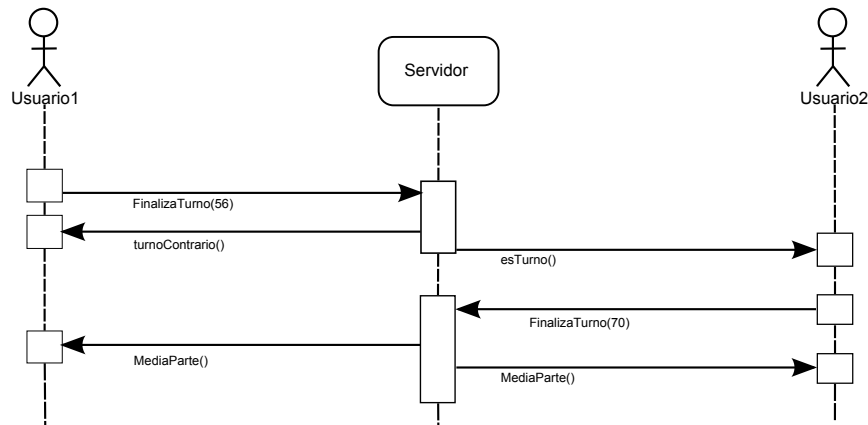 Servidor
Usuario1
Usuario2
FinalizaTurno(56)
turnoContrario()
esTurno()
FinalizaTurno(70)
MediaParte()
MediaParte()